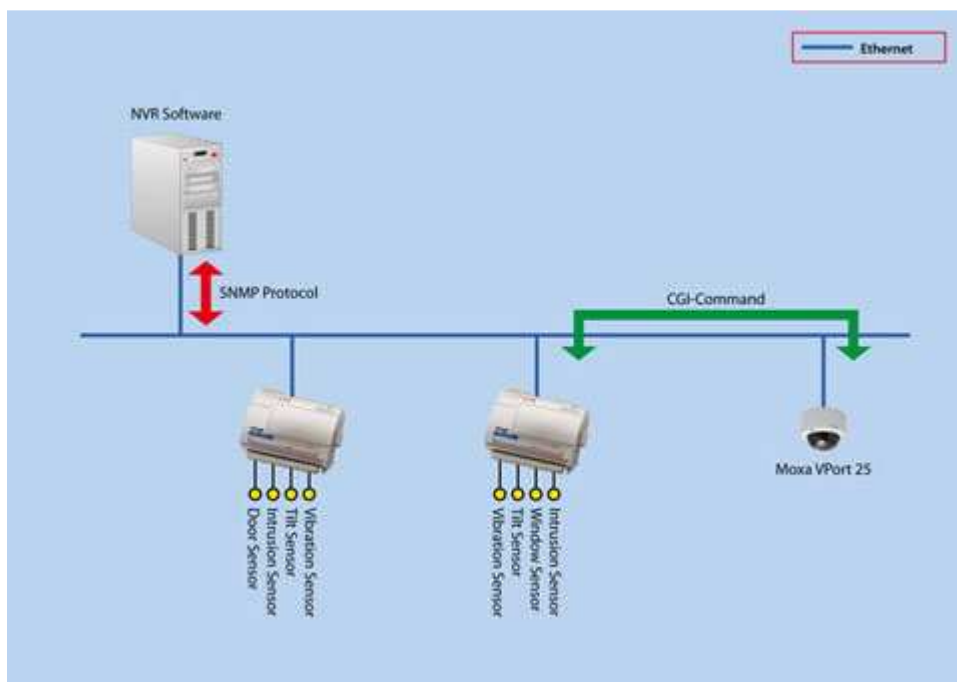 Ethernet
NVR Software
SNMP Protocol
CGI-Command
Moxa VPort 25
Door Sensor
Intrusion Sensor
Tilt Sensor
Vibration Sensor
Vibration Sensor
Tilt Sensor
Window Sensor
Intrusion Sensor